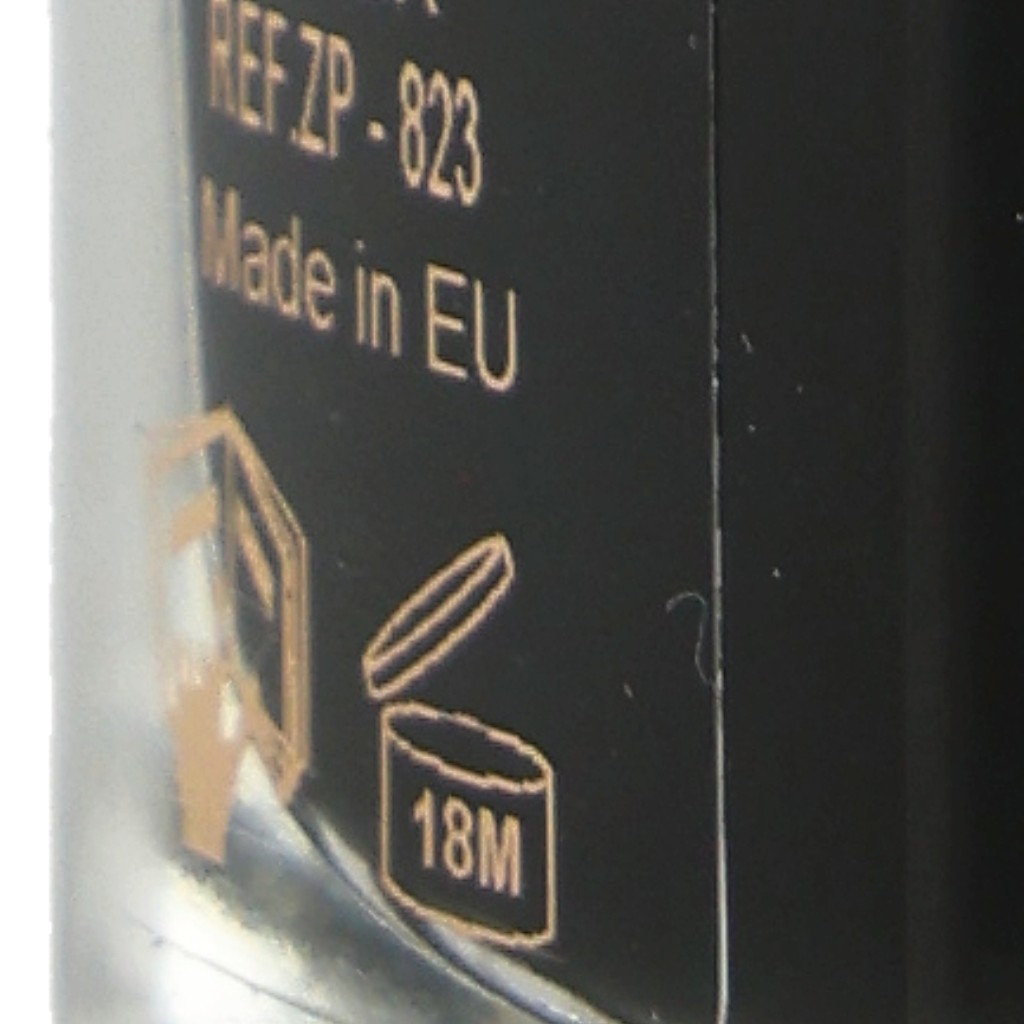 REF.ZP - 823
Made in EU
18M